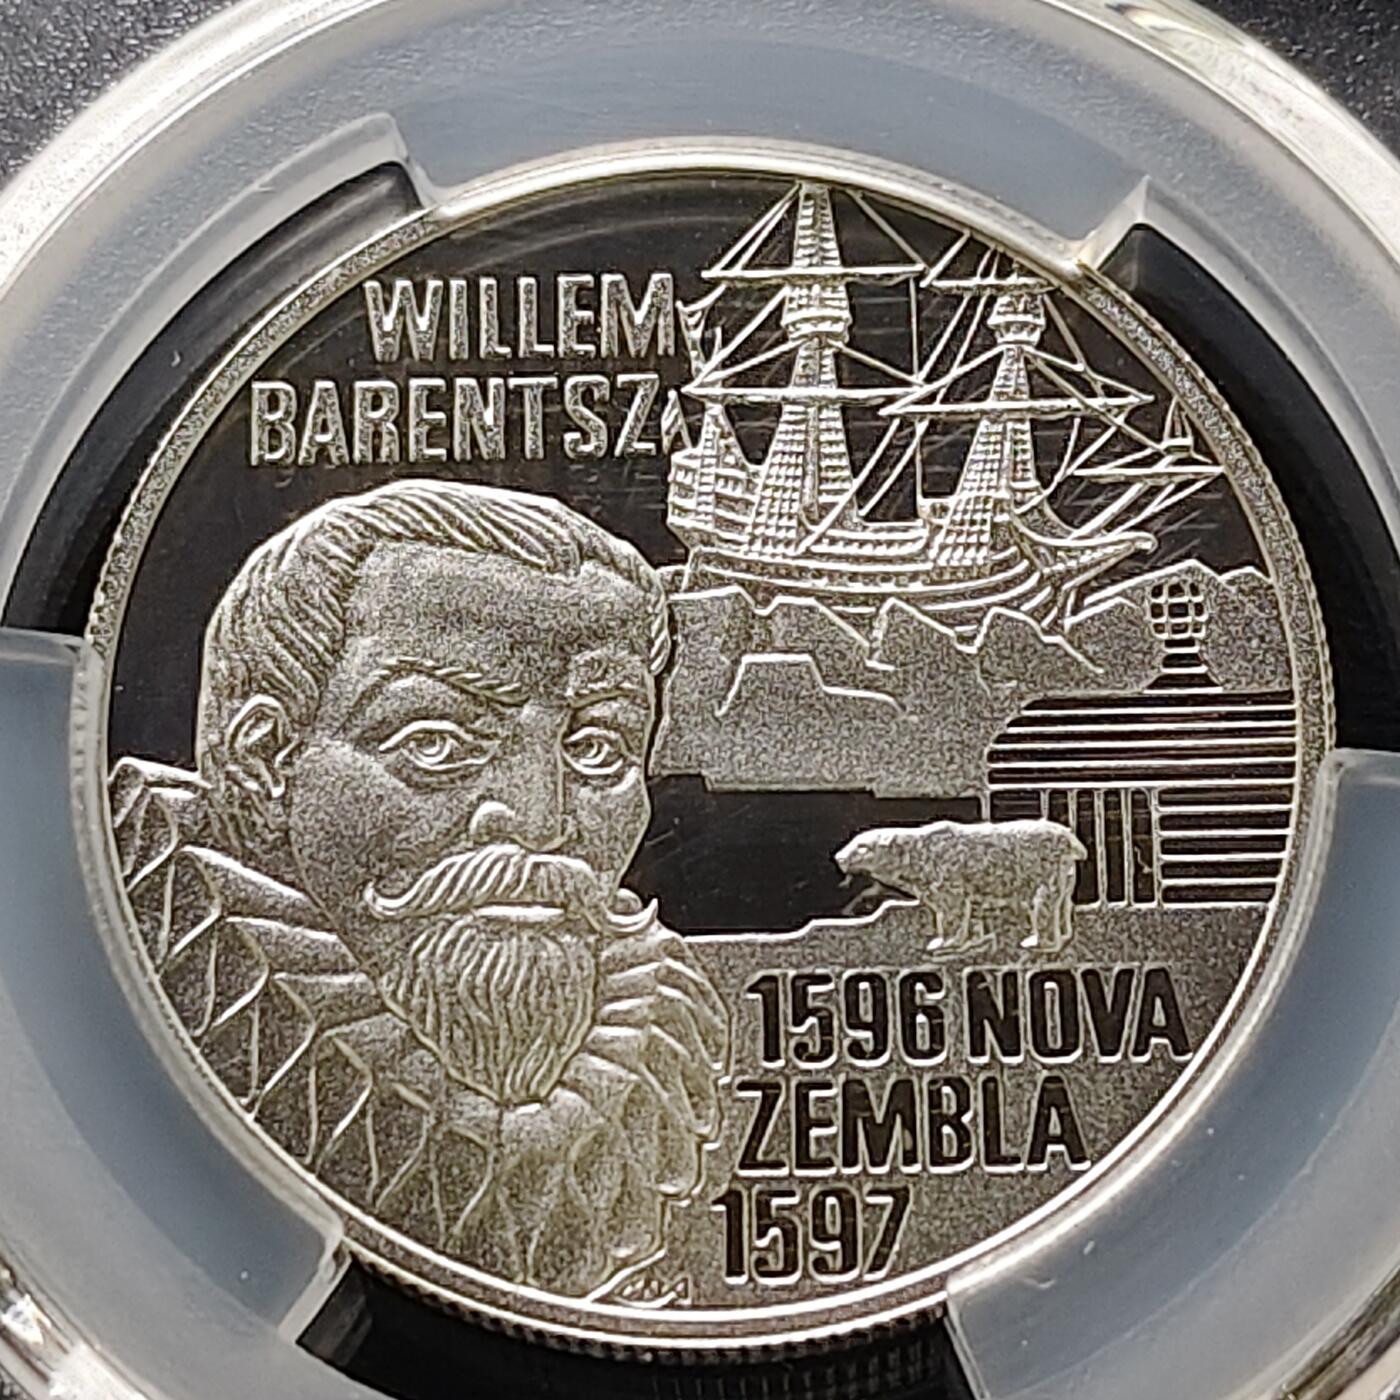 WILLEM
BARENTSZ
1596 NOVA
ZEMBLA
1597